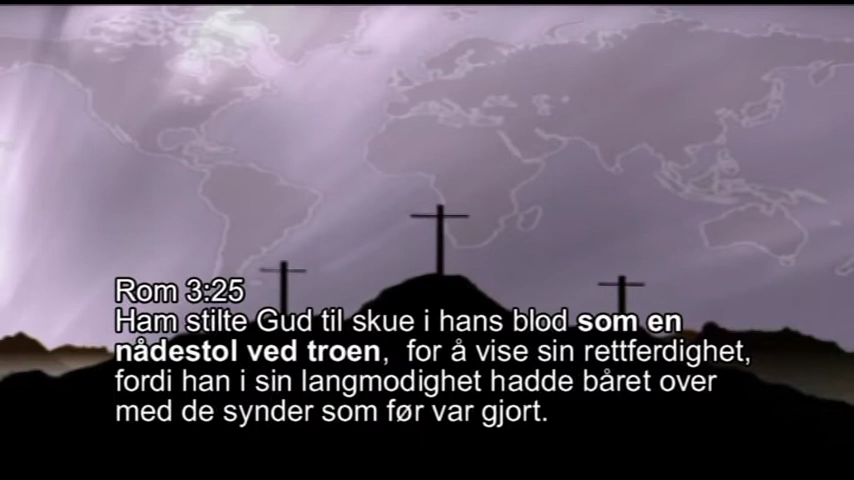 Rom 3:25
Ham stilte Gud til skue i hans blod som en
nådestol ved troen,  for å vise sin rettferdighet,
fordi han i sin langmodighet hadde båret over
med de synder som før var gjort.